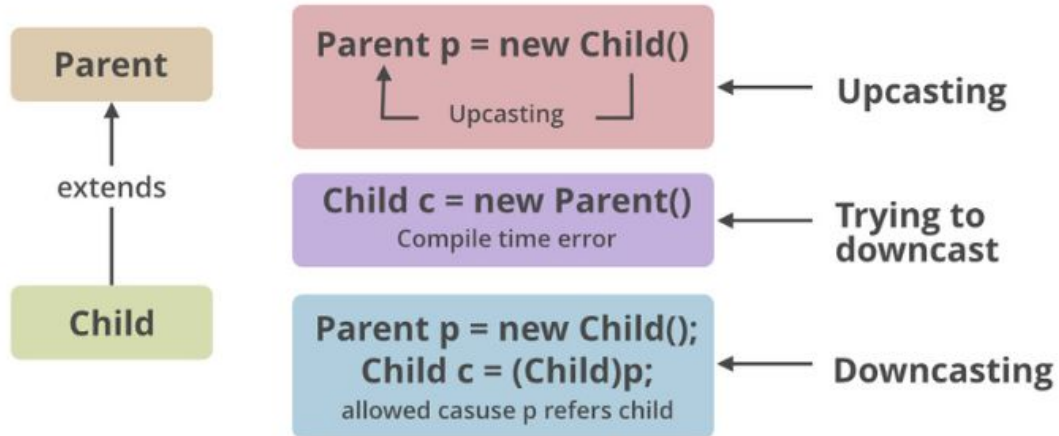 Parent
extends
Child
Parent p = new Child()
Upcasting
Upcasting
Child c = new Parent()
Compile time error
Trying to
downcast
Parent p = new Child();
Child c = (Child)p;
allowed casuse p refers child
Downcasting